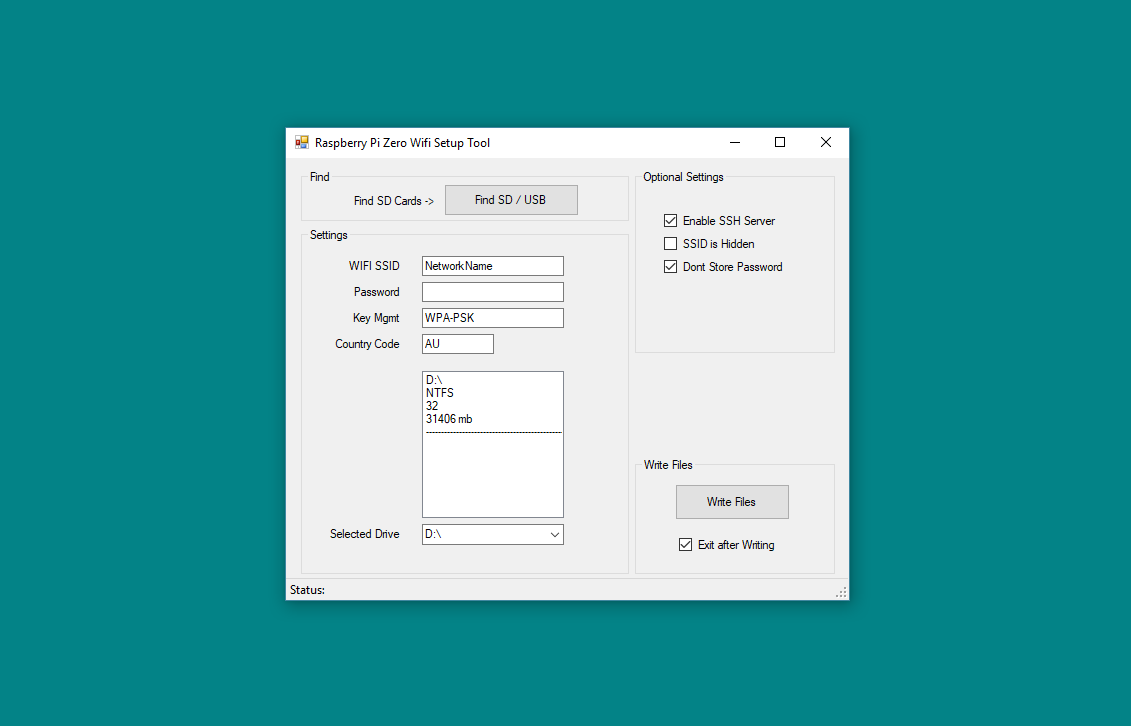 Raspberry Pi Zero Wifi Setup Tool
Find
Find SD Cards ->
Find SD / USB
Settings
WIFI SSID
NetworkName
Password
Key Mgmt
WPA-PSK
Country Code
AU
D:\
NTFS
32
31406 mb
--------------------------------------------
Selected Drive
D:\
Optional Settings
Enable SSH Server
SSID is Hidden
Dont Store Password
Write Files
Write Files
Exit after Writing
Status: